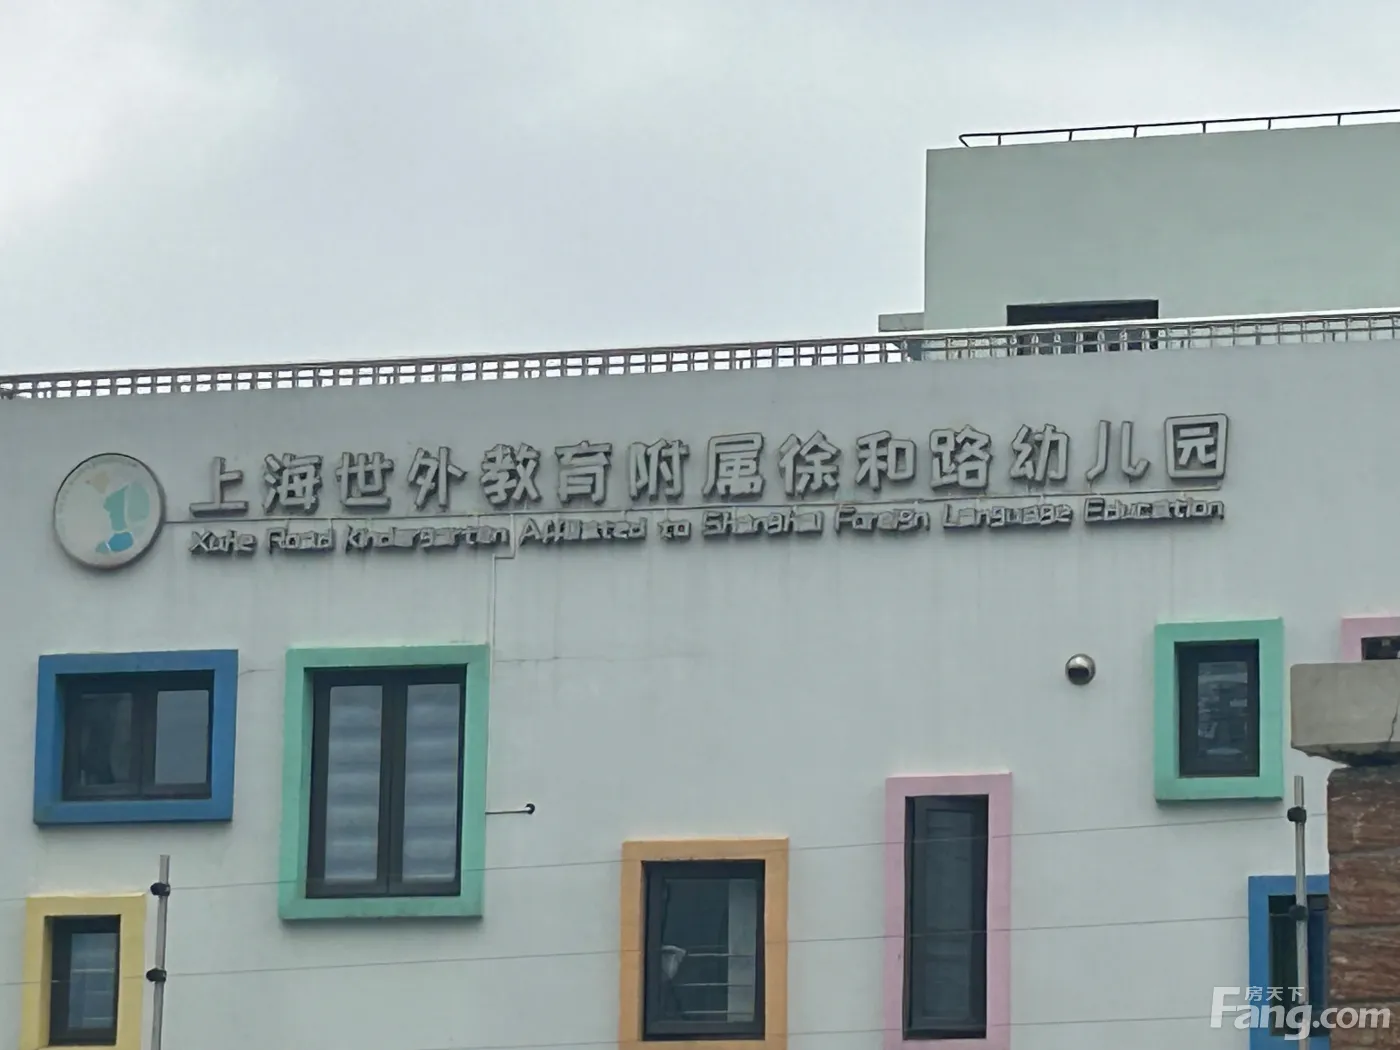 上海世外教育附属徐和路幼儿园
Xuhe Road Kindergarten Affiliated to Shanghai Foreign Language Education
房天下
Fang.com